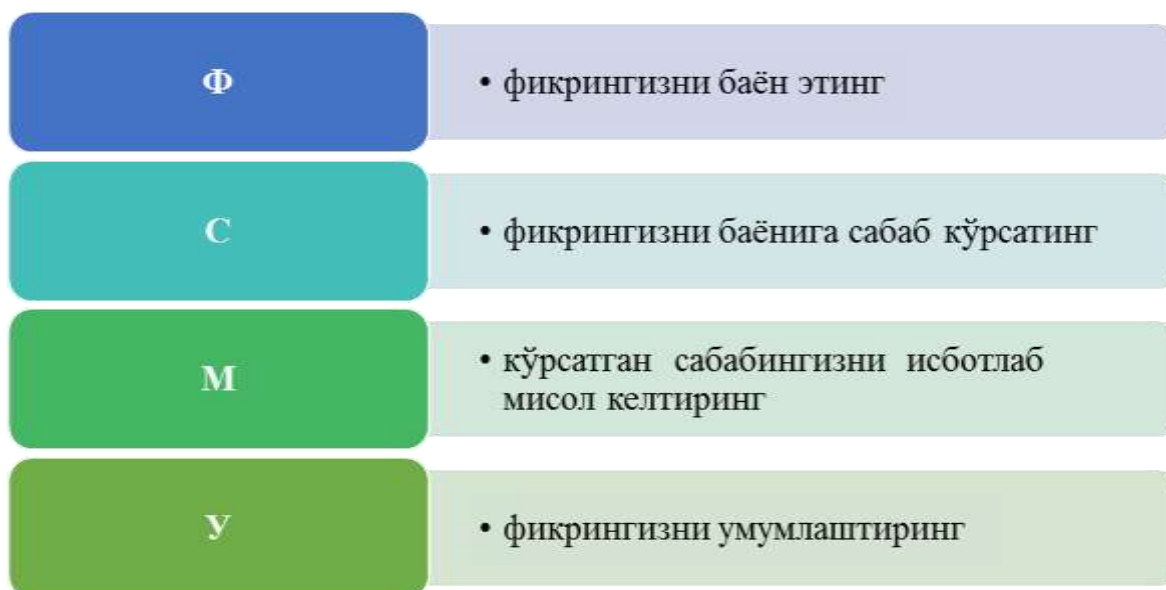 Ф
• фикрингизни баён этинг
С
• фикрингизни баёнига сабаб кўрсатинг
М
• кўрсатган сабабингизни исботлаб
мисол келтиринг
У
• фикрингизни умумлаштиринг